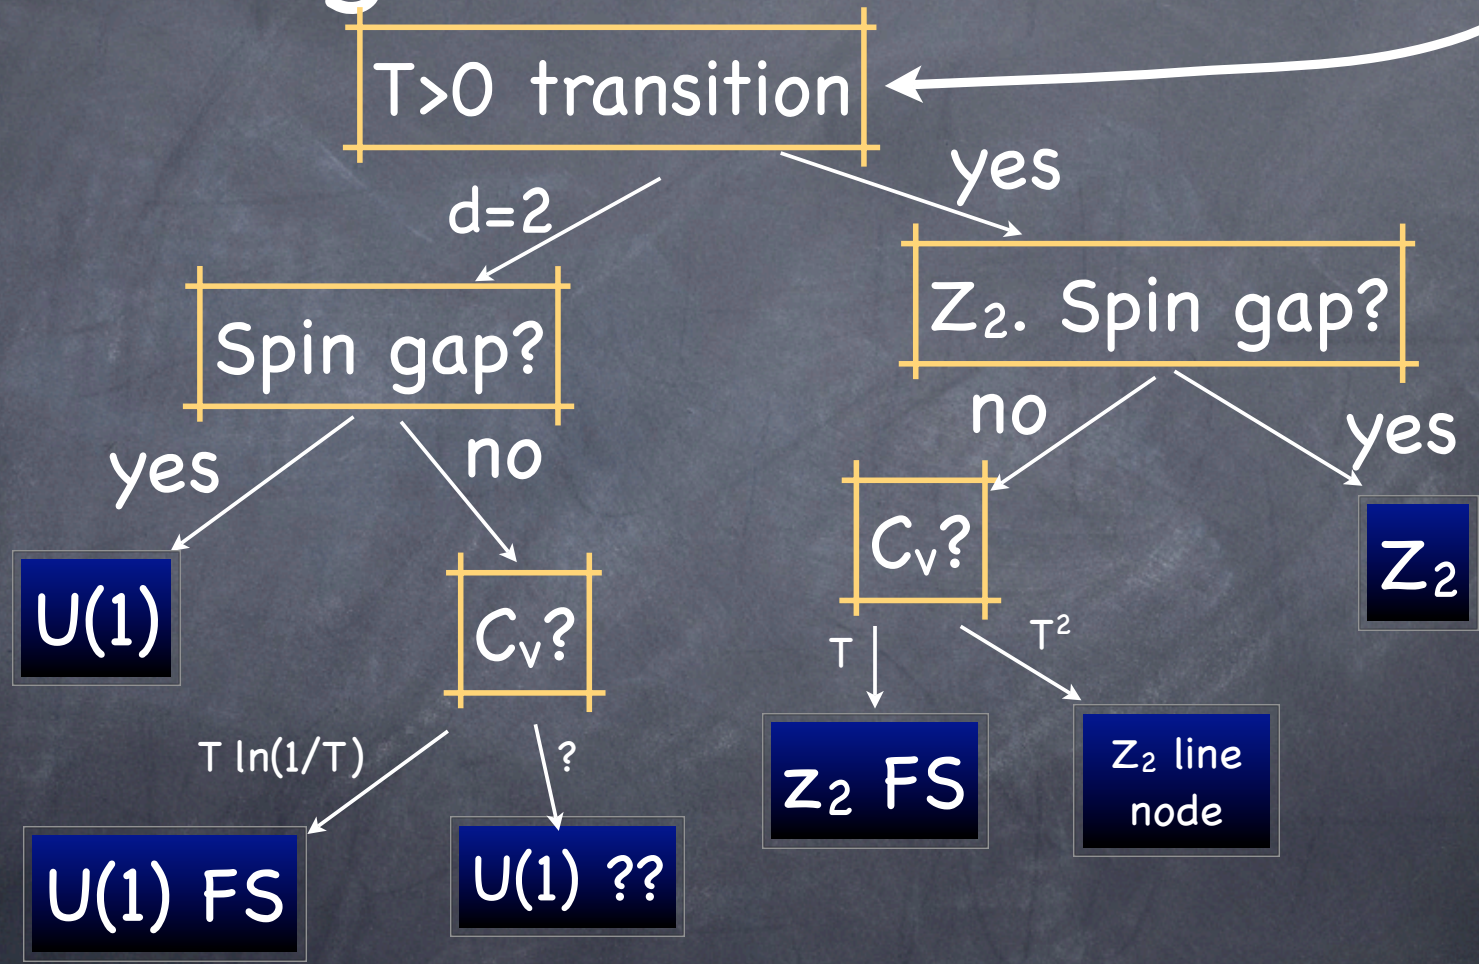 T>0 transition
yes
d=2
Z₂. Spin gap?
Spin gap?
no
yes
yes
no
Cᵥ?
Z₂
U(1)
Cᵥ?
T
T²
T ln(1/T)
?
z₂ FS
Z₂ line
node
U(1) FS
U(1) ??